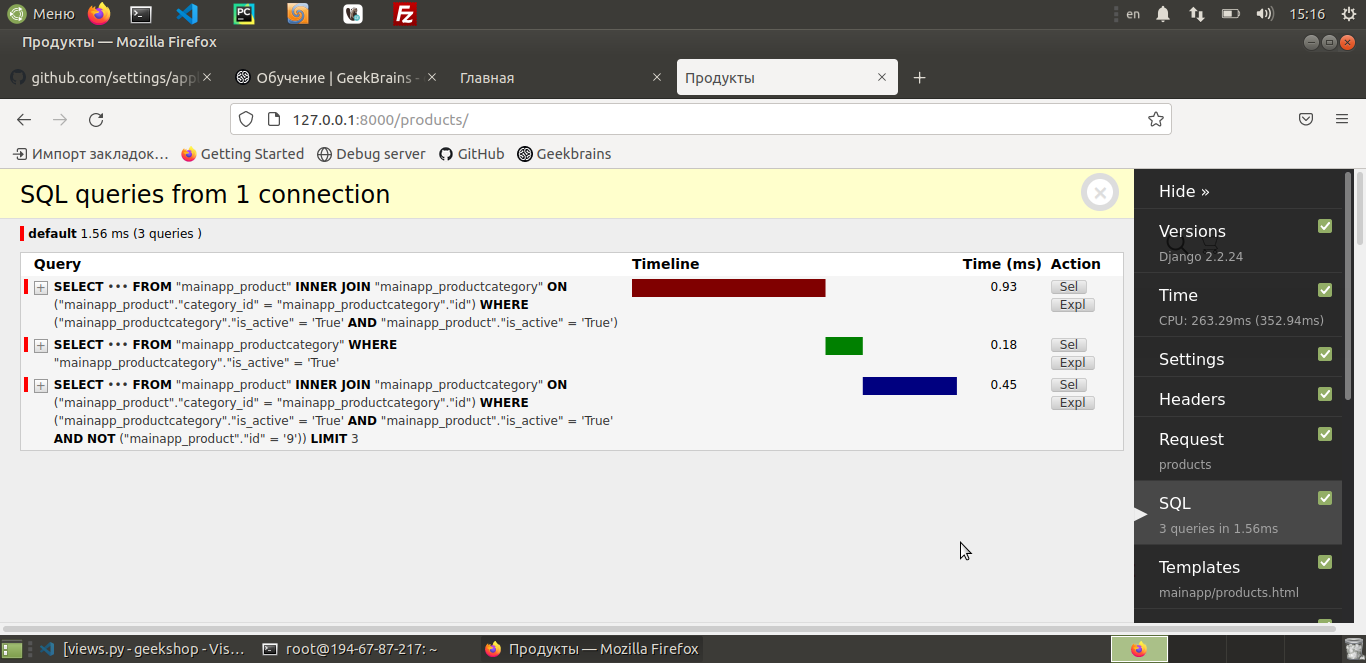 Меню
en
15:16
Продукты — Mozilla Firefox
github.com/settings/appl
Обучение | GeekBrains -
Главная
Продукты
127.0.0.1:8000/products/
Импорт закладок…
Getting Started
Debug server
GitHub
Geekbrains
SQL queries from 1 connection
default 1.56 ms (3 queries )
Query Timeline Time (ms) Action
SELECT ••• FROM "mainapp_product" INNER JOIN "mainapp_productcategory" ON
("mainapp_product"."category_id" = "mainapp_productcategory"."id") WHERE
("mainapp_productcategory"."is_active" = 'True' AND "mainapp_product"."is_active" = 'True')
0.93
Sel
Expl
SELECT ••• FROM "mainapp_productcategory" WHERE
"mainapp_productcategory"."is_active" = 'True'
0.18
Sel
Expl
SELECT ••• FROM "mainapp_product" INNER JOIN "mainapp_productcategory" ON
("mainapp_product"."category_id" = "mainapp_productcategory"."id") WHERE
("mainapp_productcategory"."is_active" = 'True' AND "mainapp_product"."is_active" = 'True'
AND NOT ("mainapp_product"."id" = '9')) LIMIT 3
0.45
Sel
Expl
Hide »
Versions
Django 2.2.24
Time
CPU: 263.29ms (352.94ms)
Settings
Headers
Request
products
SQL
3 queries in 1.56ms
Templates
mainapp/products.html
[views.py - geekshop - Vis…
root@194-67-87-217: ~
Продукты — Mozilla Firefox